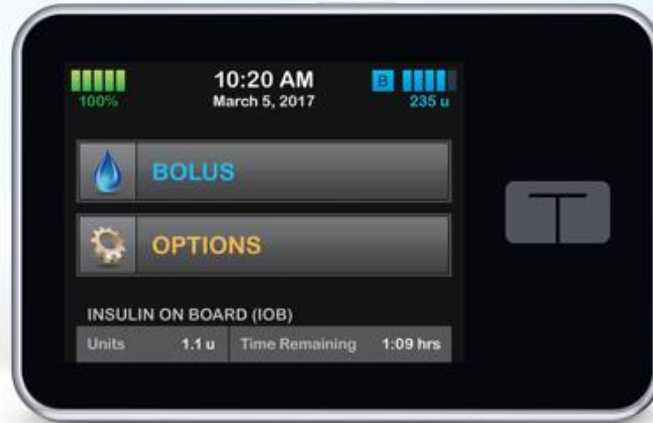 10:20 AM
100%
March 5, 2017
B
235 u
BOLUS
OPTIONS
INSULIN ON BOARD (IOB)
Units 1.1 u Time Remaining 1:09 hrs